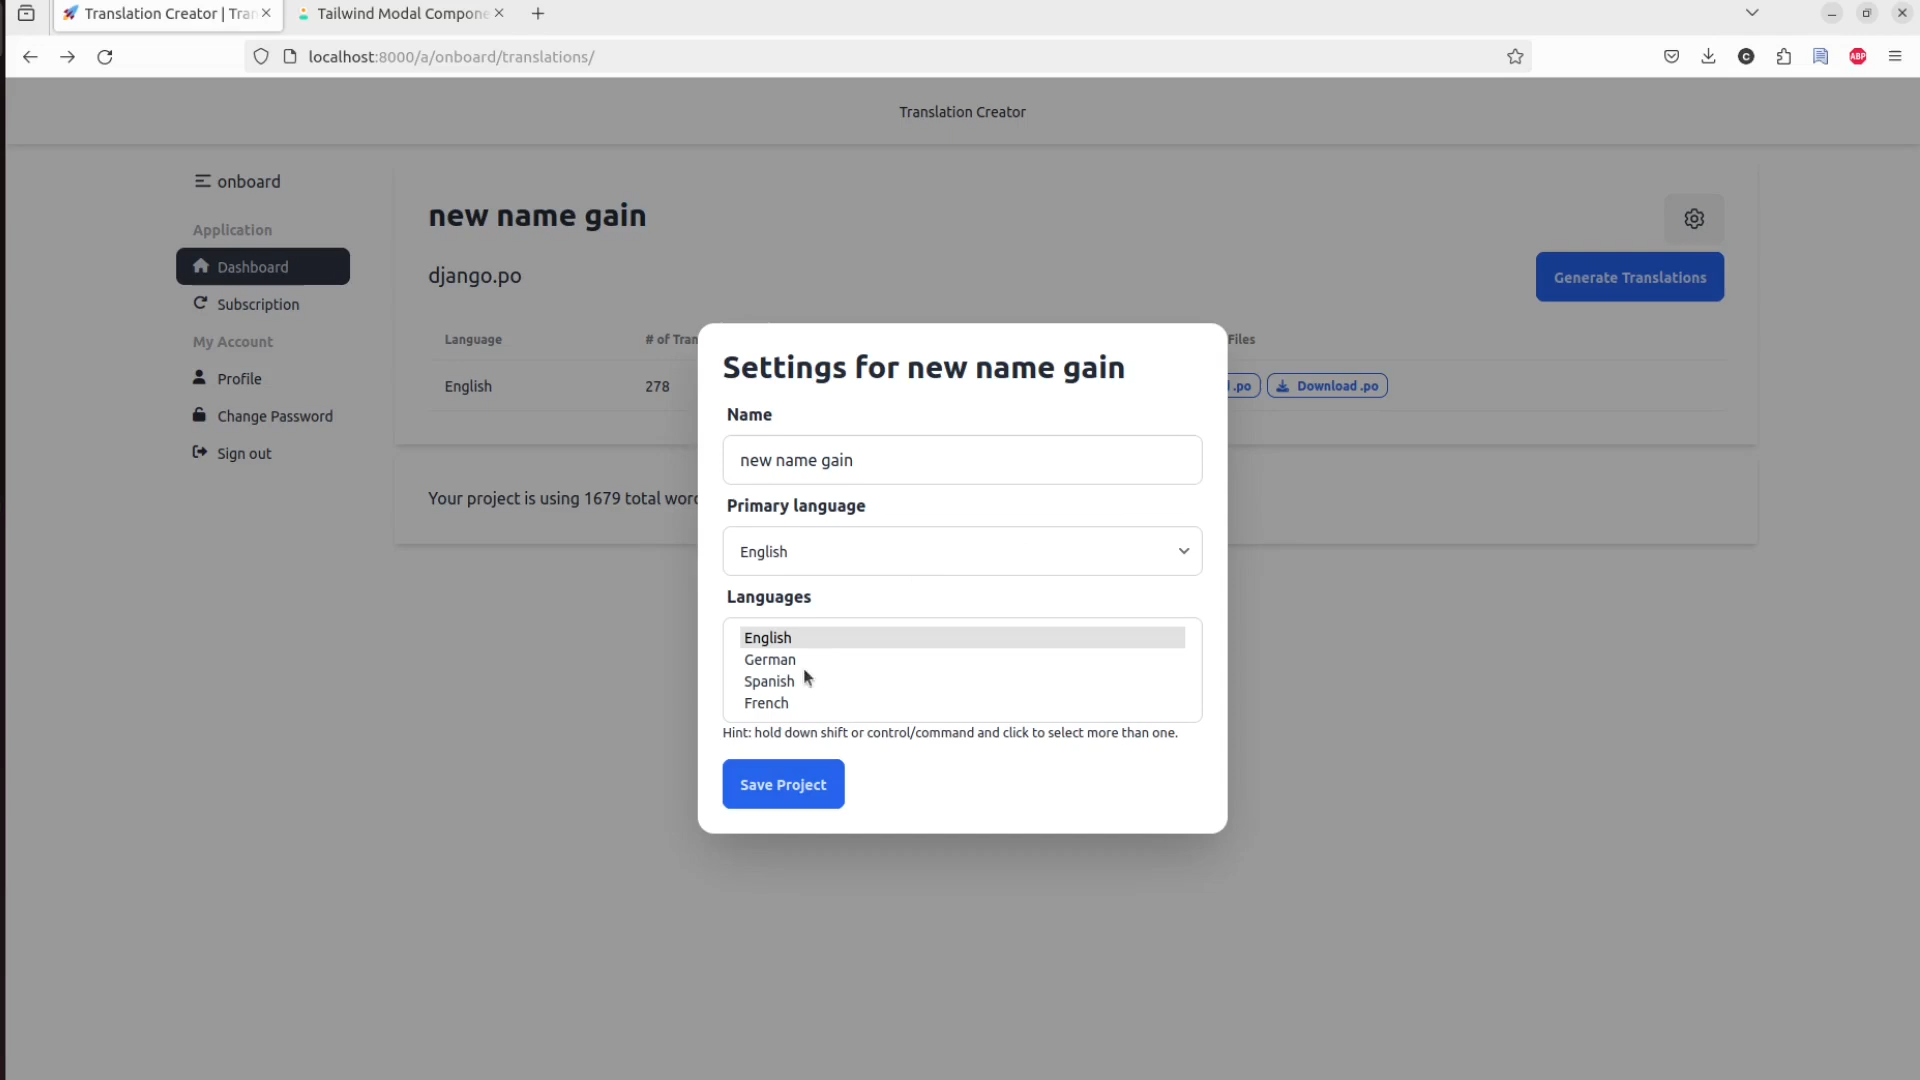 Translation Creator | Tran
Tailwind Modal Compone
localhost:8000/a/onboard/translations/
ABP
Translation Creator
onboard
Application
Dashboard
Subscription
My Account
Profile
Change Password
Sign out
new name gain
django.po
Generate Translations
Language # of Tran Files
English 278 .po Download .po
Your project is using 1679 total word
Settings for new name gain
Name
new name gain
Primary language
English
Languages
English
German
Spanish
French
Hint: hold down shift or control/command and click to select more than one.
Save Project